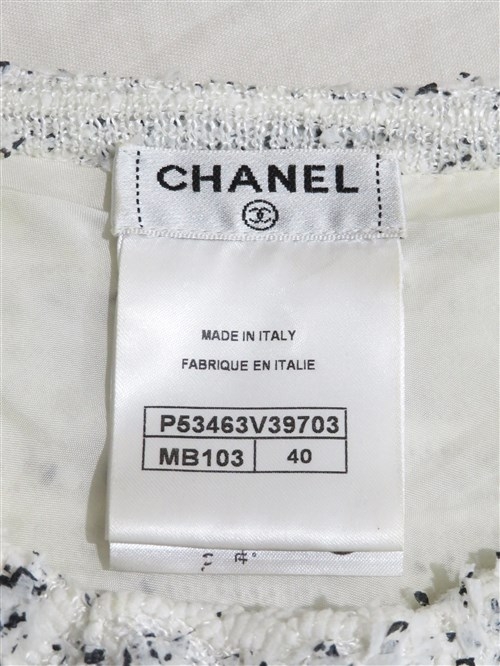 CHANEL
MADE IN ITALY
FABRIQUE EN ITALIE
P53463V39703
MB103 40